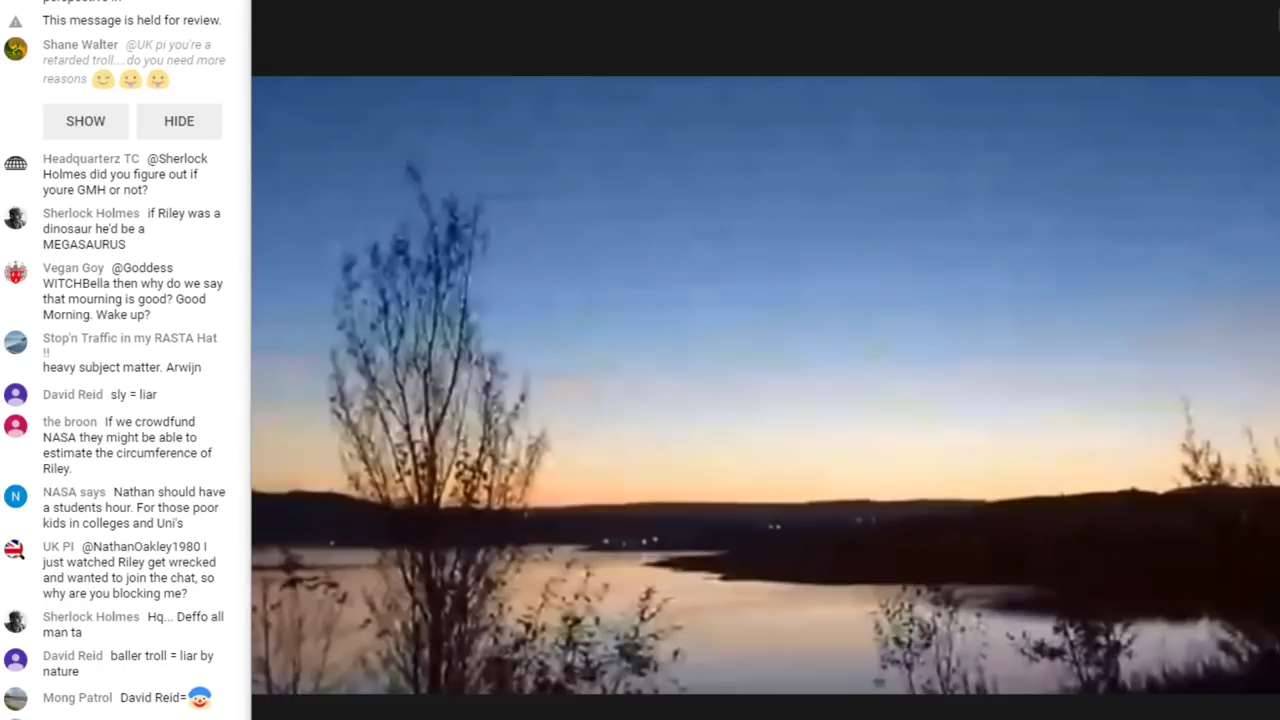 This message is held for review.
Shane Walter @UK pi you're a
retarded troll....do you need more
reasons
SHOW HIDE
Headquarterz TC @Sherlock
Holmes did you figure out if
youre GMH or not?
Sherlock Holmes if Riley was a
dinosaur he'd be a
MEGASAURUS
Vegan Goy @Goddess
WITCHBella then why do we say
that mourning is good? Good
Morning. Wake up?
Stop'n Traffic in my RASTA Hat
!!
heavy subject matter. Arwijn
David Reid sly = liar
the broon If we crowdfund
NASA they might be able to
estimate the circumference of
Riley.
N NASA says Nathan should have
a students hour. For those poor
kids in colleges and Uni's
UK PI @NathanOakley1980 I
just watched Riley get wrecked
and wanted to join the chat, so
why are you blocking me?
Sherlock Holmes Hq... Deffo all
man ta
David Reid baller troll = liar by
nature
Mong Patrol David Reid=